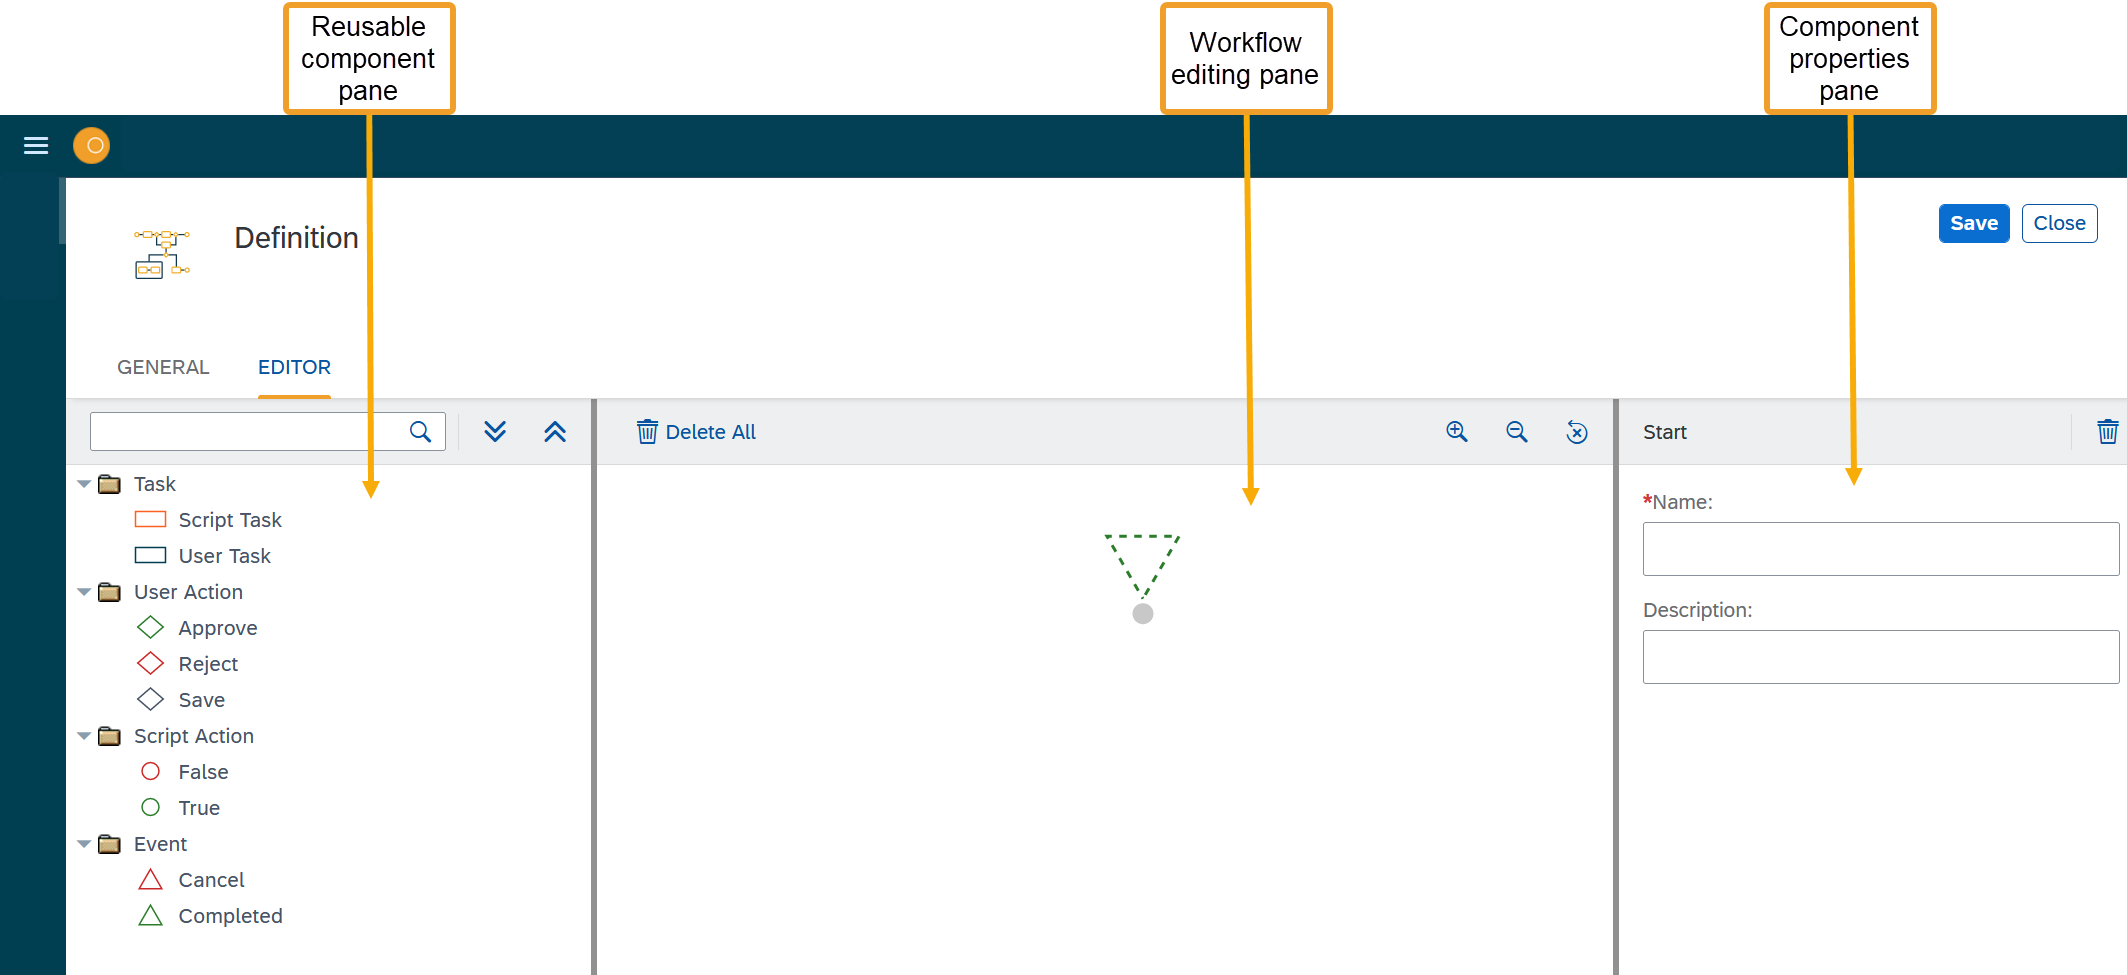 Reusable
component
pane
Workflow
editing pane
Component
properties
pane
Definition
Save
Close
GENERAL
EDITOR
Delete All
Start
Task
Script Task
User Task
User Action
Approve
Reject
Save
Script Action
False
True
Event
Cancel
Completed
*Name:
Description: